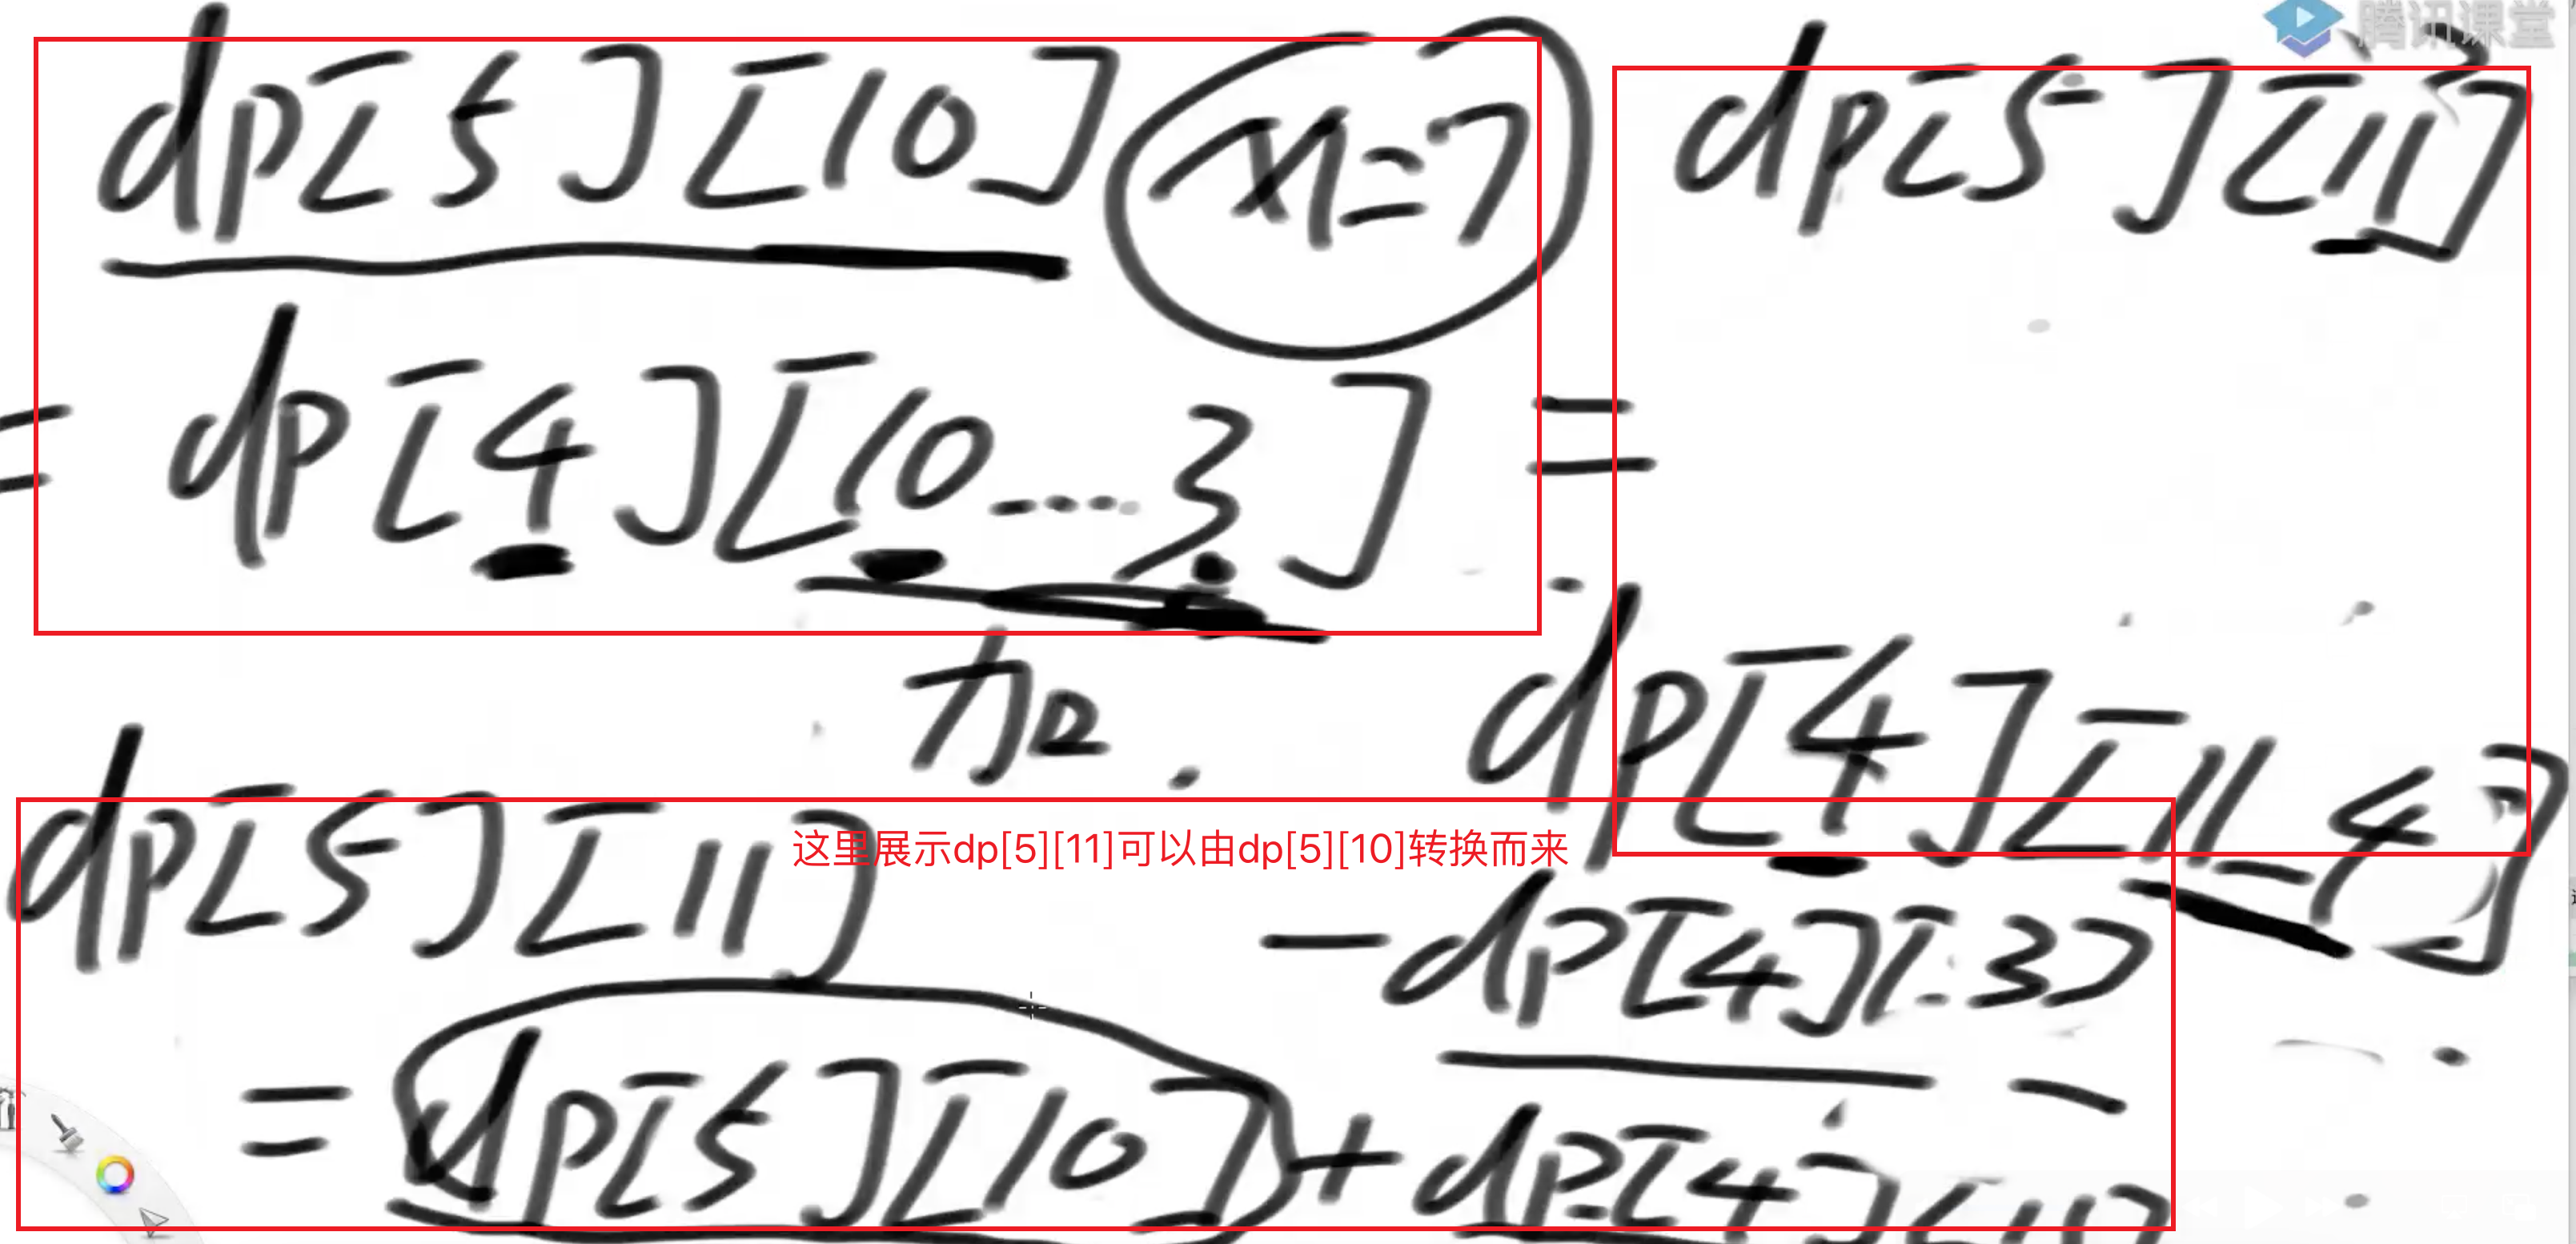 腾讯课堂
dp[5][10] x=7
= dp[4][10....3] =
加.
dp[5][11]
dp[4][11-4]
这里展示dp[5][11]可以由dp[5][10]转换而来
dp[5][11]
-dp[4][3]
= dp[5][10] + dp[4][11]